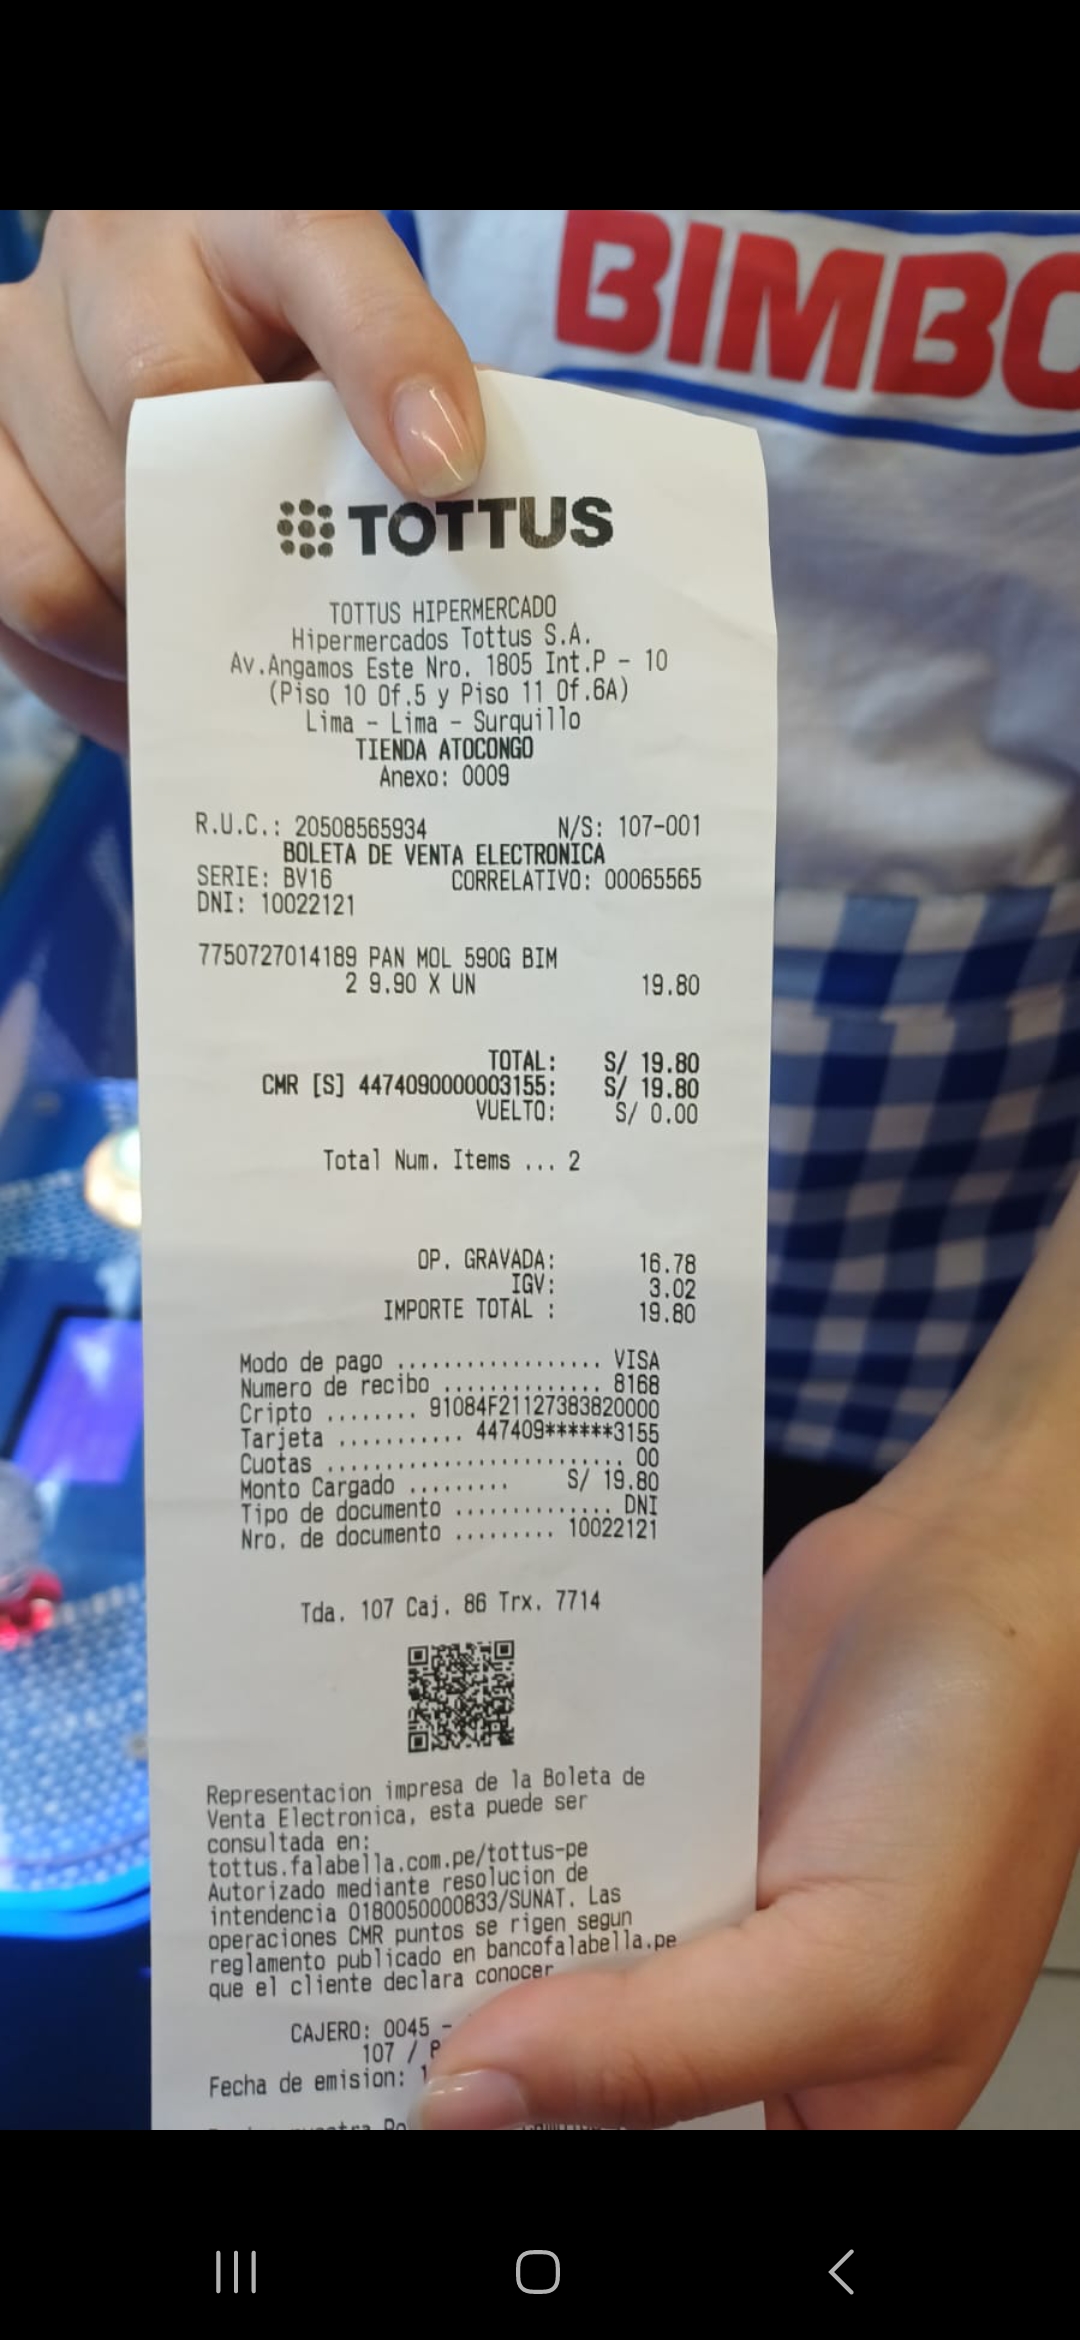 BIMBO
TOTTUS
TOTTUS HIPERMERCADO
Hipermercados Tottus S.A.
Av.Angamos Este Nro. 1805 Int.P - 10
(Piso 10 Of.5 y Piso 11 Of.6A)
Lima - Lima - Surquillo
TIENDA ATOCONGO
Anexo: 0009
R.U.C.: 20508565934 N/S: 107-001
BOLETA DE VENTA ELECTRONICA
SERIE: BV16 CORRELATIVO: 00065565
DNI: 10022121
7750727014189 PAN MOL 590G BIM
2 9.90 X UN 19.80
TOTAL: S/ 19.80
CMR [S] 4474090000003155: S/ 19.80
VUELTO: S/ 0.00
Total Num. Items ... 2
OP. GRAVADA: 16.78
IGV: 3.02
IMPORTE TOTAL : 19.80
Modo de pago .................. VISA
Numero de recibo .............. 8168
Cripto ........ 91084F21127383820000
Tarjeta ........... 447409******3155
Cuotas .......................... 00
Monto Cargado ......... S/ 19.80
Tipo de documento .............. DNI
Nro. de documento ......... 10022121
Tda. 107 Caj. 86 Trx. 7714
Representacion impresa de la Boleta de
Venta Electronica, esta puede ser
consultada en:
tottus.falabella.com.pe/tottus-pe
Autorizado mediante resolucion de
intendencia 0180050000833/SUNAT. Las
operaciones CMR puntos se rigen segun
reglamento publicado en bancofalabella.pe
que el cliente declara conocer
CAJERO: 0045 -
107 /
Fecha de emision: